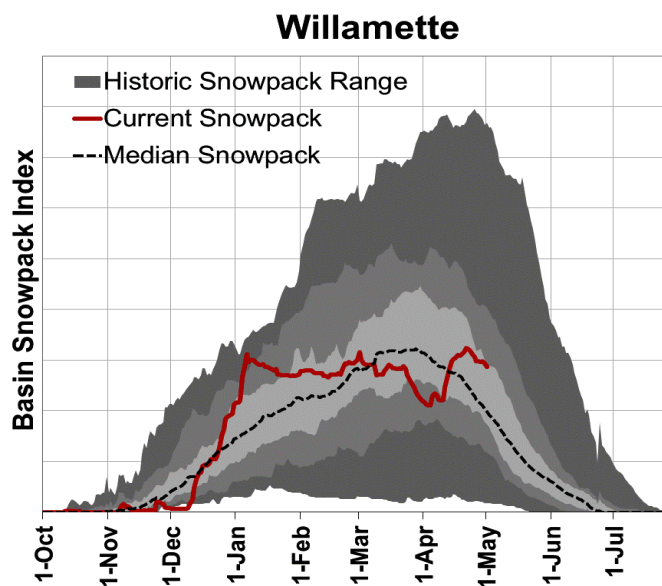 Willamette
Historic Snowpack Range
Current Snowpack
Median Snowpack
Basin Snowpack Index
1-Oct
1-Nov
1-Dec
1-Jan
1-Feb
1-Mar
1-Apr
1-May
1-Jun
1-Jul